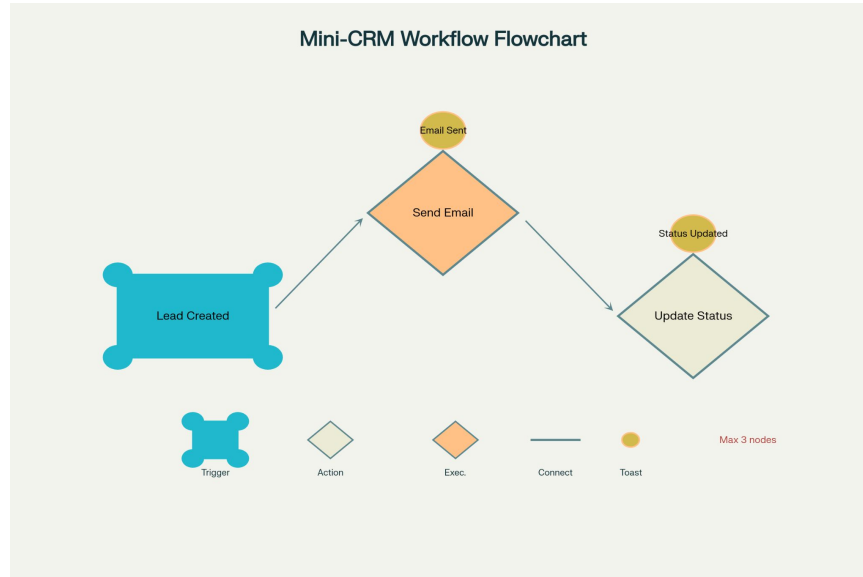 Mini-CRM Workflow Flowchart
Email Sent
Send Email
Status Updated
Lead Created
Update Status
Max 3 nodes
Trigger
Action
Exec.
Connect
Toast